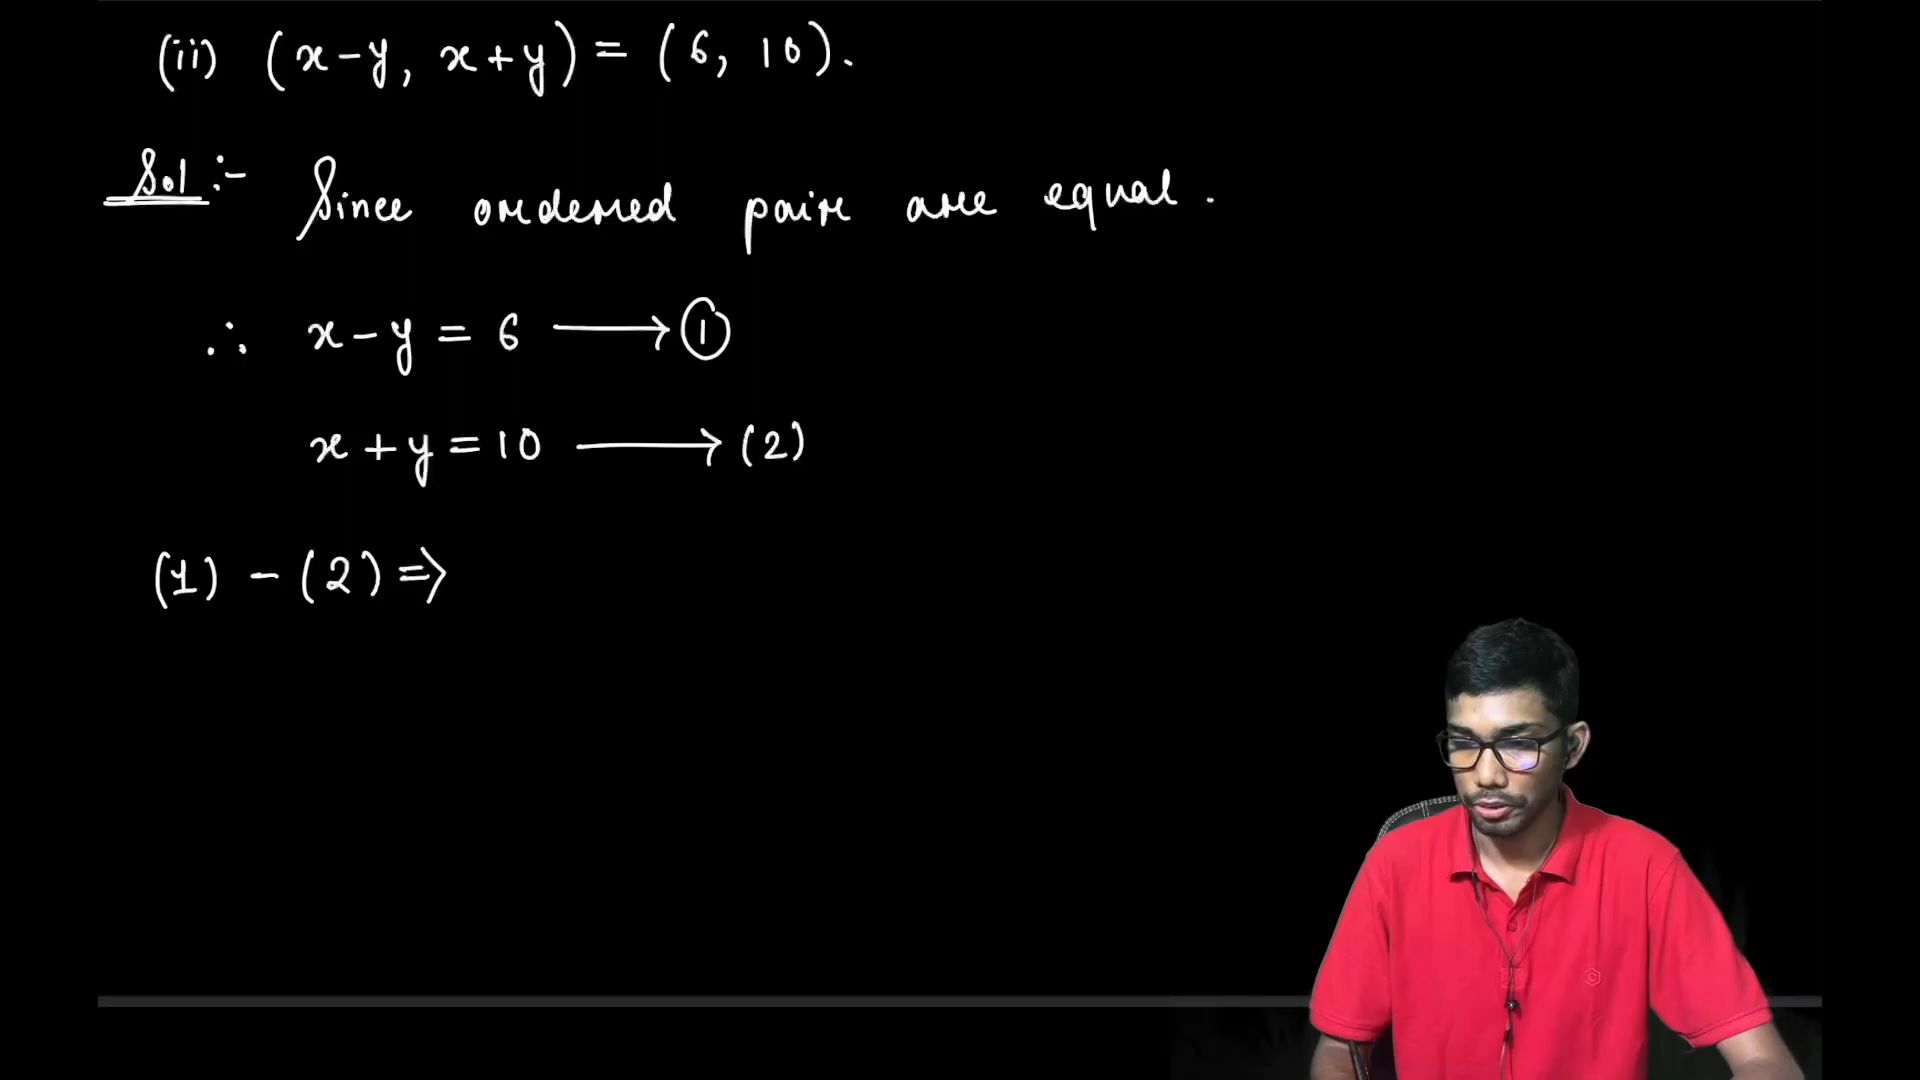 (ii) (x-y, x+y) = (6, 10).
Sol :- Since ordered pair are equal.
∴ x-y = 6 ⟶ ①
x+y = 10 ⟶ (2)
(1) - (2) ⇒